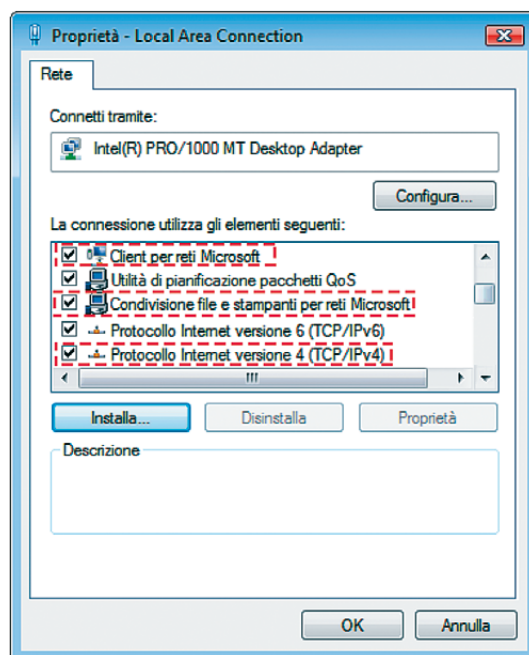 Proprietà - Local Area Connection
Rete
Connetti tramite:
Intel(R) PRO/1000 MT Desktop Adapter
Configura...
La connessione utilizza gli elementi seguenti:
Client per reti Microsoft
Utilità di pianificazione pacchetti QoS
Condivisione file e stampanti per reti Microsoft
Protocollo Internet versione 6 (TCP/IPv6)
Protocollo Internet versione 4 (TCP/IPv4)
Installa... Disinstalla Proprietà
Descrizione
OK Annulla